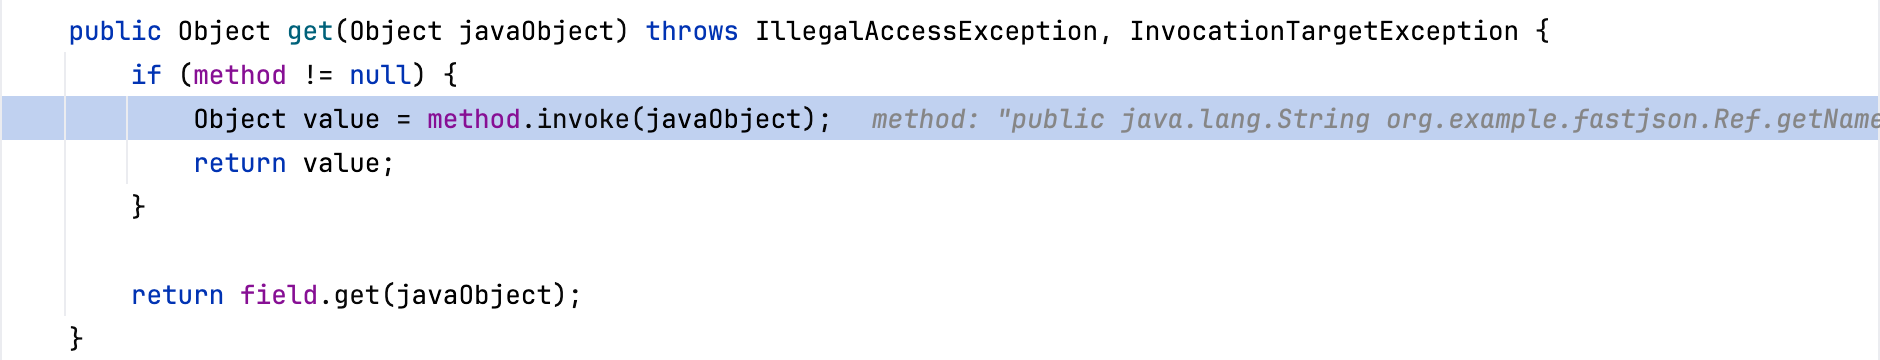 public Object get(Object javaObject) throws IllegalAccessException, InvocationTargetException {
if (method != null) {
Object value = method.invoke(javaObject); method: "public java.lang.String org.example.fastjson.Ref.getName
return value;
}
return field.get(javaObject);
}